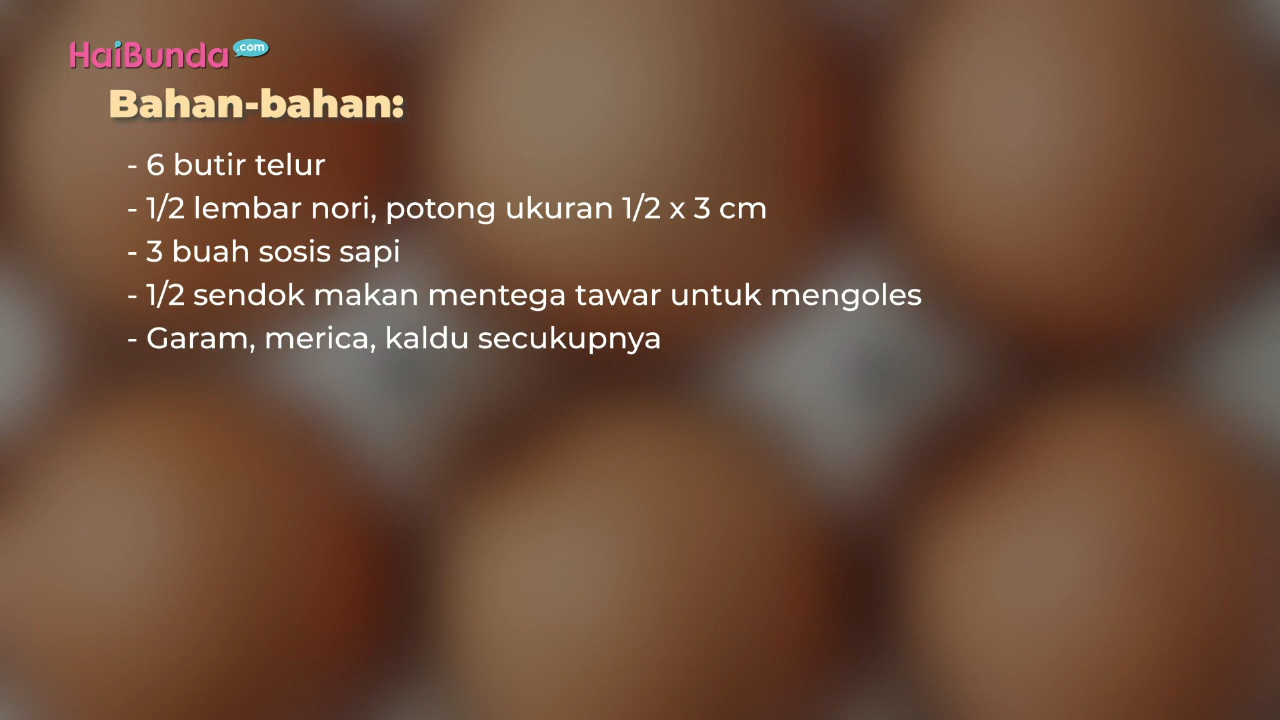 HaiBunda.com
Bahan-bahan:
- 6 butir telur
- 1/2 lembar nori, potong ukuran 1/2 x 3 cm
- 3 buah sosis sapi
- 1/2 sendok makan mentega tawar untuk mengoles
- Garam, merica, kaldu secukupnya